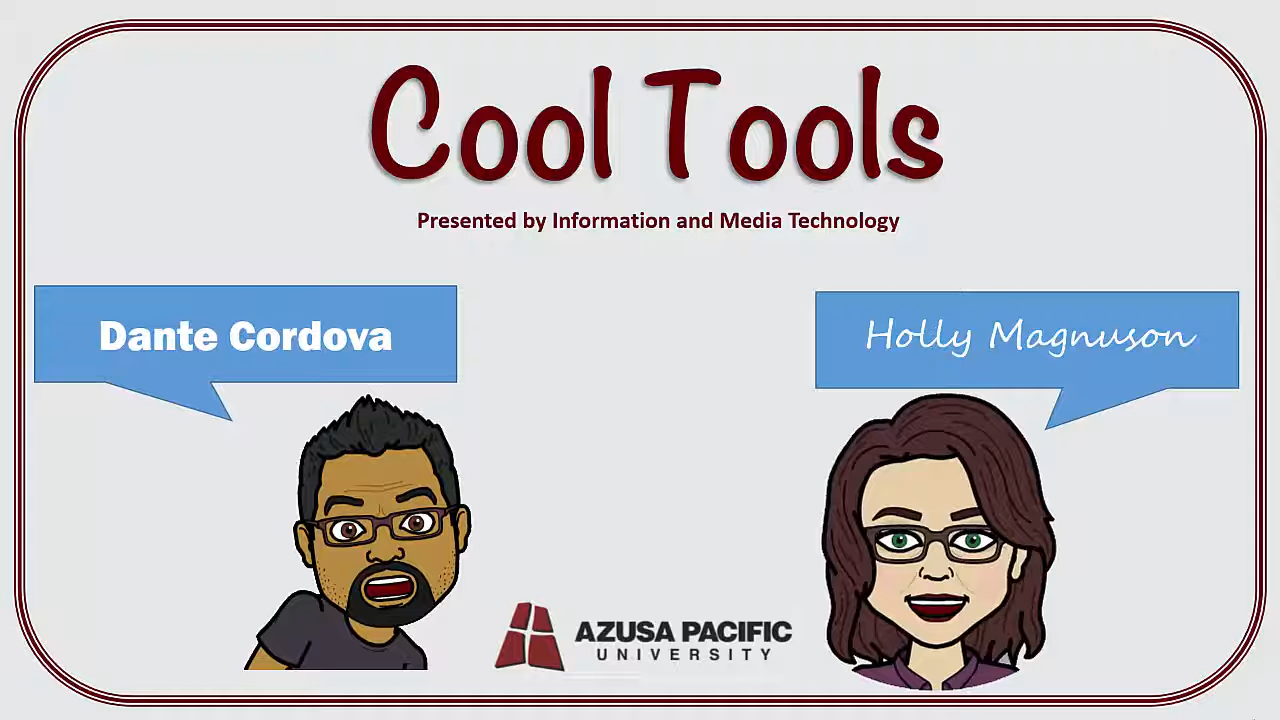 Cool Tools
Presented by Information and Media Technology
Dante Cordova
Holly Magnuson
AZUSA PACIFIC
UNIVERSITY